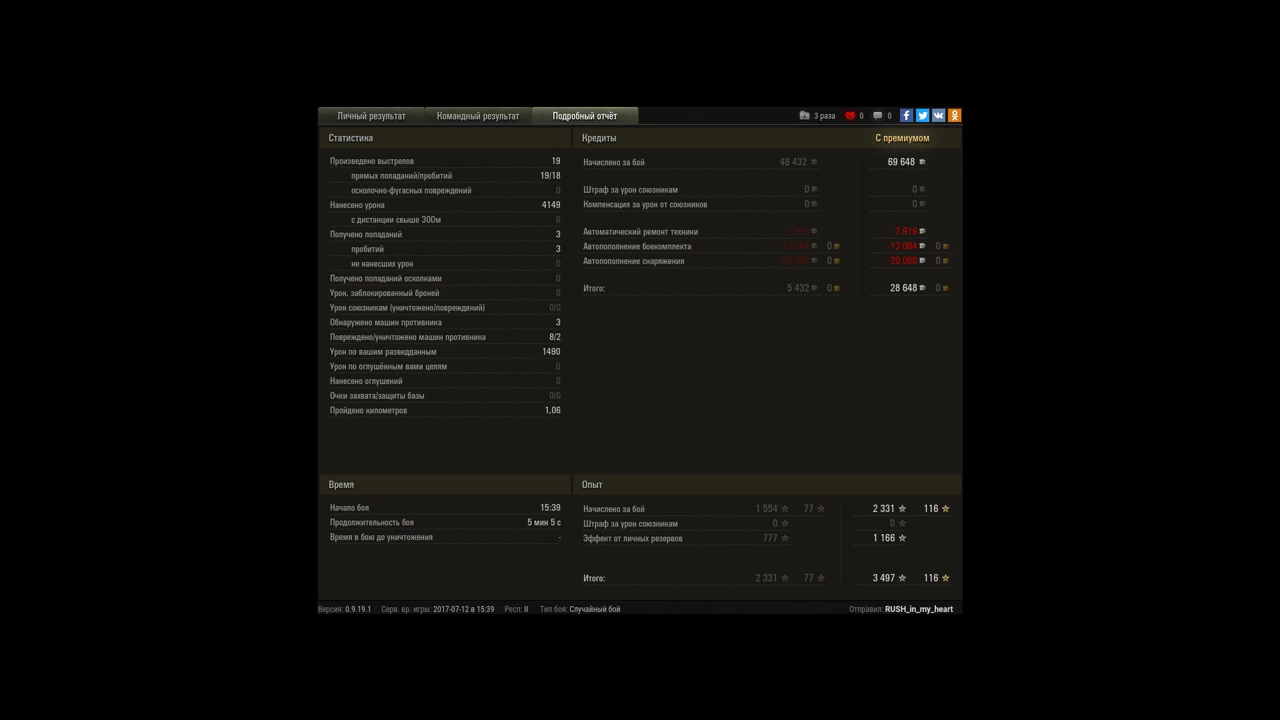 Личный результат Командный результат Подробный отчёт 3 раза 0 0
Статистика
Произведено выстрелов 19
прямых попаданий/пробитий 19/18
осколочно-фугасных повреждений 0
Нанесено урона 4149
с дистанции свыше 300м 0
Получено попаданий 3
пробитий 3
не нанесших урон 0
Получено попаданий осколками 0
Урон, заблокированный броней 0
Урон союзникам (уничтожено/повреждений) 0/0
Обнаружено машин противника 3
Повреждено/уничтожено машин противника 8/2
Урон по вашим разведданным 1490
Урон по оглушённым вами целям 0
Нанесено оглушений 0
Очки захвата/защиты базы 0/0
Пройдено километров 1,06
Кредиты С премиумом
Начислено за бой 46 432 69 648
Штраф за урон союзникам 0 0
Компенсация за урон от союзников 0 0
Автоматический ремонт техники -7 916
Автопополнение боекомплекта 0 -13 084 0
Автопополнение снаряжения 0 -20 000 0
Итого: 5 432 0 28 648 0
Время
Начало боя 15:39
Продолжительность боя 5 мин 5 с
Время в бою до уничтожения -
Опыт
Начислено за бой 1 554 77 2 331 116
Штраф за урон союзникам 0 0
Эффект от личных резервов 777 1 166
Итого: 2 331 77 3 497 116
Версия: 0.9.19.1 Серв. вр. игры: 2017-07-12 в 15:39 Респ: II Тип боя: Случайный бой Отправил: RUSH_in_my_heart